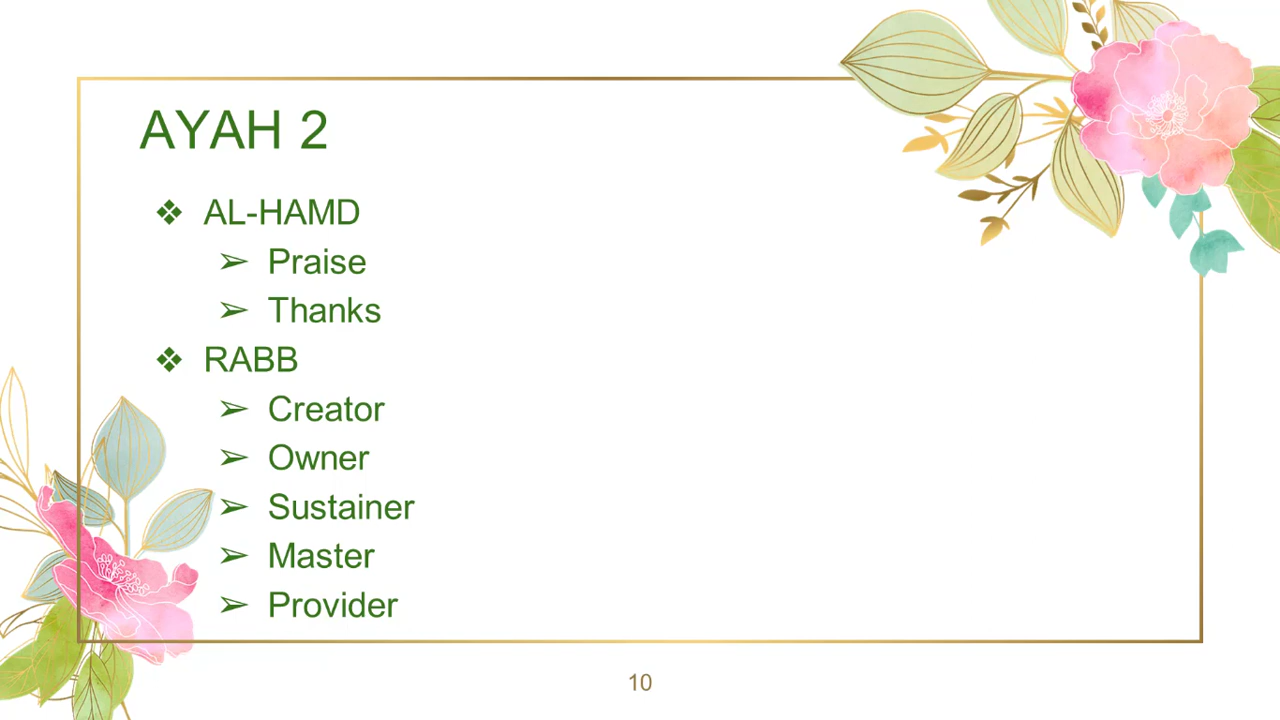 AYAH 2
❖ AL-HAMD
➢ Praise
➢ Thanks
❖ RABB
➢ Creator
➢ Owner
➢ Sustainer
➢ Master
➢ Provider
10